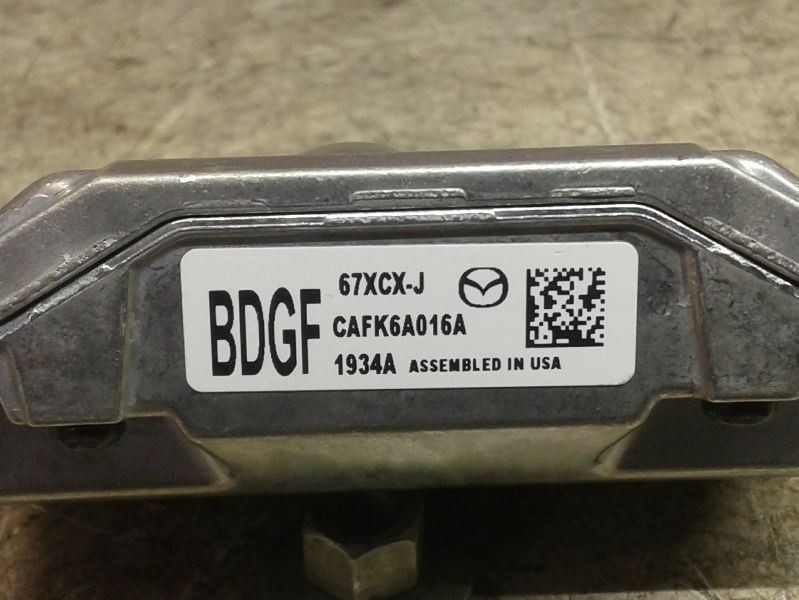 BDGF
67XCX-J
CAFK6A016A
1934A ASSEMBLED IN USA